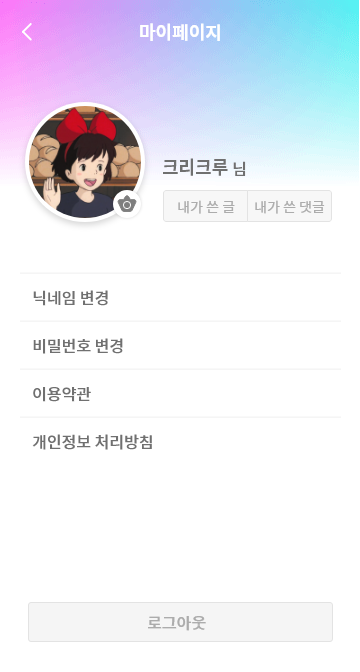 마이페이지
크리크루 님
내가 쓴 글 내가 쓴 댓글
닉네임 변경
비밀번호 변경
이용약관
개인정보 처리방침
로그아웃